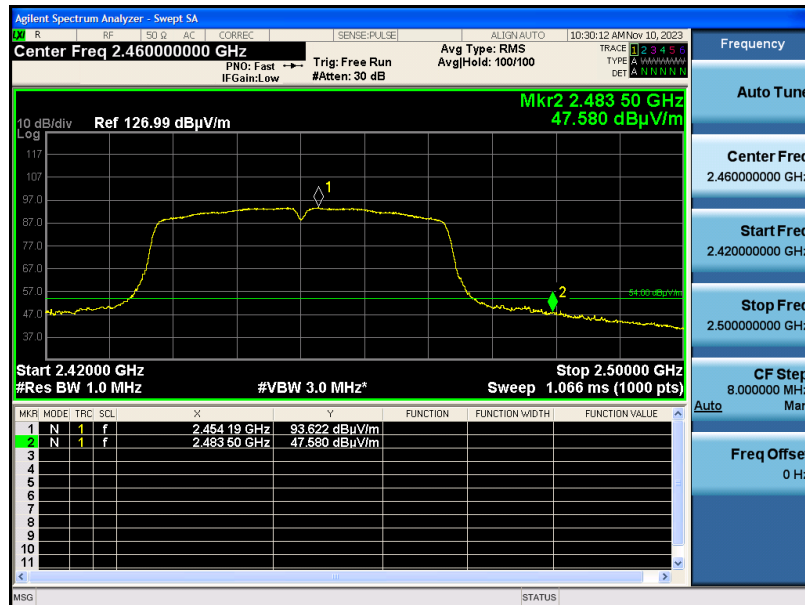 Agilent Spectrum Analyzer - Swept SA
LXI R RF 50 Ω AC CORREC SENSE:PULSE ALIGN AUTO 10:30:12 AM Nov 10, 2023
Center Freq 2.460000000 GHz
PNO: Fast
IFGain:Low
Trig: Free Run
#Atten: 30 dB
Avg Type: RMS
Avg|Hold: 100/100
TRACE 1 2 3 4 5 6
TYPE A WWWWW
DET A N N N N N
Mkr2 2.483 50 GHz
47.580 dBµV/m
10 dB/div Ref 126.99 dBµV/m
Log
117
107
97.0
87.0
77.0
67.0
57.0
47.0
37.0
1
2
54.00 dBµV/m
Start 2.42000 GHz Stop 2.50000 GHz
#Res BW 1.0 MHz #VBW 3.0 MHz* Sweep 1.066 ms (1000 pts)
MKR MODE TRC SCL X Y FUNCTION FUNCTION WIDTH FUNCTION VALUE
1 N 1 f 2.454 19 GHz 93.622 dBµV/m
2 N 1 f 2.483 50 GHz 47.580 dBµV/m
3
4
5
6
7
8
9
10
11
MSG STATUS
Frequency
Auto Tune
Center Freq
2.460000000 GHz
Start Freq
2.420000000 GHz
Stop Freq
2.500000000 GHz
CF Step
8.000000 MHz
Auto Man
Freq Offset
0 Hz